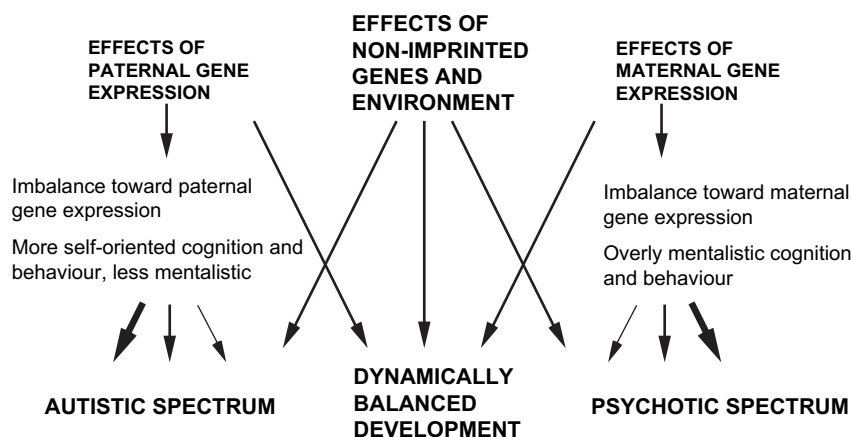 EFFECTS OF
PATERNAL GENE
EXPRESSION
EFFECTS OF
NON-IMPRINTED
GENES AND
ENVIRONMENT
EFFECTS OF
MATERNAL GENE
EXPRESSION
Imbalance toward paternal
gene expression
More self-oriented cognition and
behaviour, less mentalistic
Imbalance toward maternal
gene expression
Overly mentalistic cognition
and behaviour
AUTISTIC SPECTRUM
DYNAMICALLY
BALANCED
DEVELOPMENT
PSYCHOTIC SPECTRUM